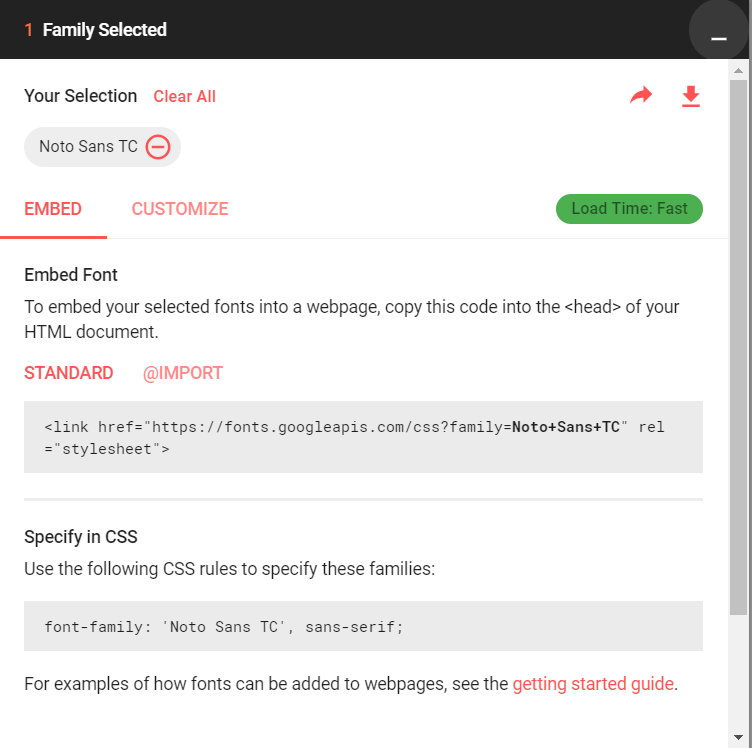 1 Family Selected
Your Selection Clear All
Noto Sans TC
EMBED CUSTOMIZE Load Time: Fast
Embed Font
To embed your selected fonts into a webpage, copy this code into the <head> of your
HTML document.
STANDARD @IMPORT
<link href="https://fonts.googleapis.com/css?family=Noto+Sans+TC" rel
="stylesheet">
Specify in CSS
Use the following CSS rules to specify these families:
font-family: 'Noto Sans TC', sans-serif;
For examples of how fonts can be added to webpages, see the getting started guide.